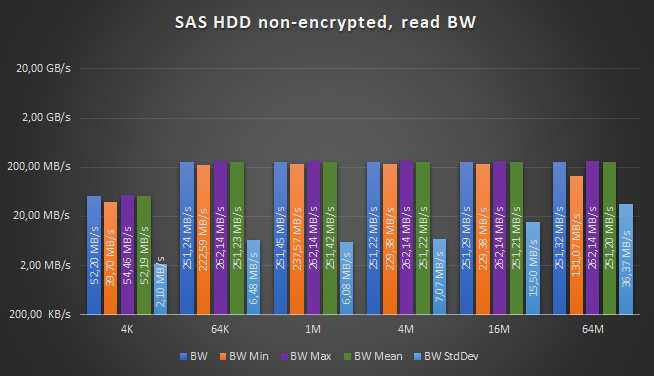 SAS HDD non-encrypted, read BW
20,00 GB/s
2,00 GB/s
200,00 MB/s
20,00 MB/s
2,00 MB/s
200,00 KB/s
52,20 MB/s
39,70 MB/s
54,46 MB/s
52,19 MB/s
2,10 MB/s
251,24 MB/s
222,59 MB/s
262,14 MB/s
251,23 MB/s
6,48 MB/s
251,45 MB/s
237,57 MB/s
262,14 MB/s
251,42 MB/s
6,08 MB/s
251,22 MB/s
229,38 MB/s
262,14 MB/s
251,22 MB/s
7,07 MB/s
251,29 MB/s
229,38 MB/s
262,14 MB/s
251,21 MB/s
15,50 MB/s
251,32 MB/s
131,07 MB/s
262,14 MB/s
251,20 MB/s
36,37 MB/s
4K 64K 1M 4M 16M 64M
BW BW Min BW Max BW Mean BW StdDev